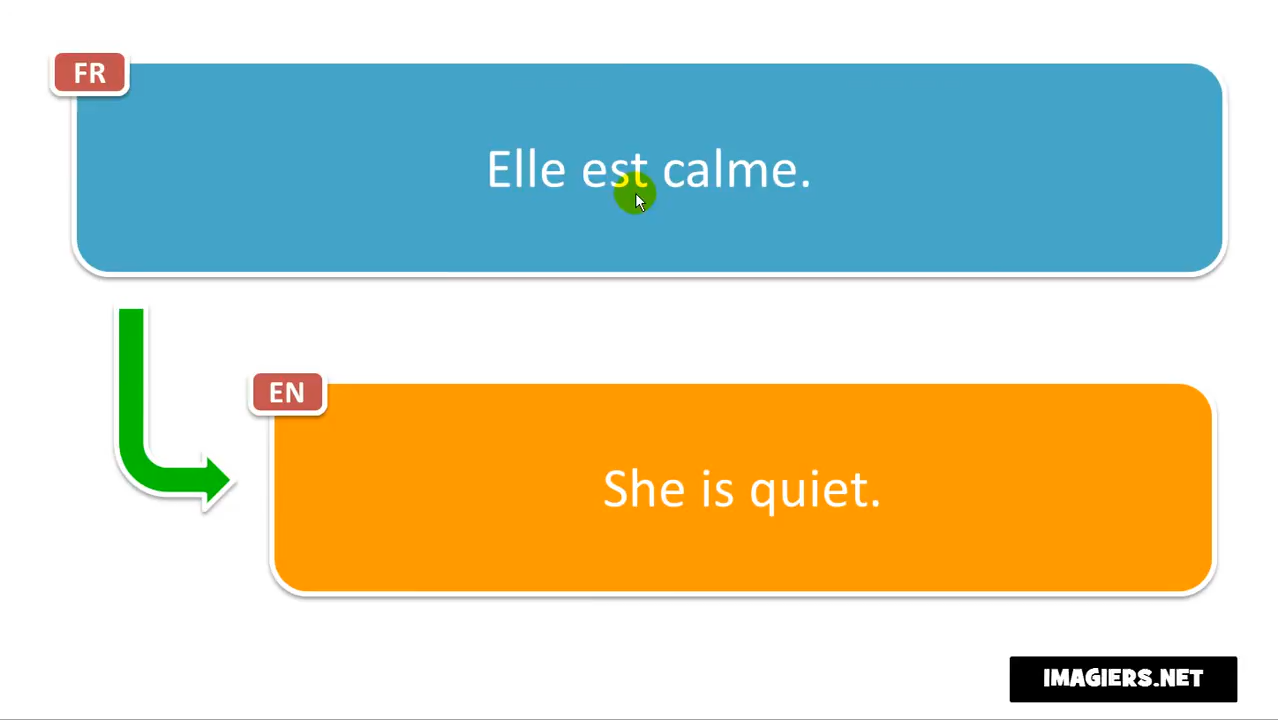 FR
Elle est calme.
EN
She is quiet.
IMAGIERS.NET